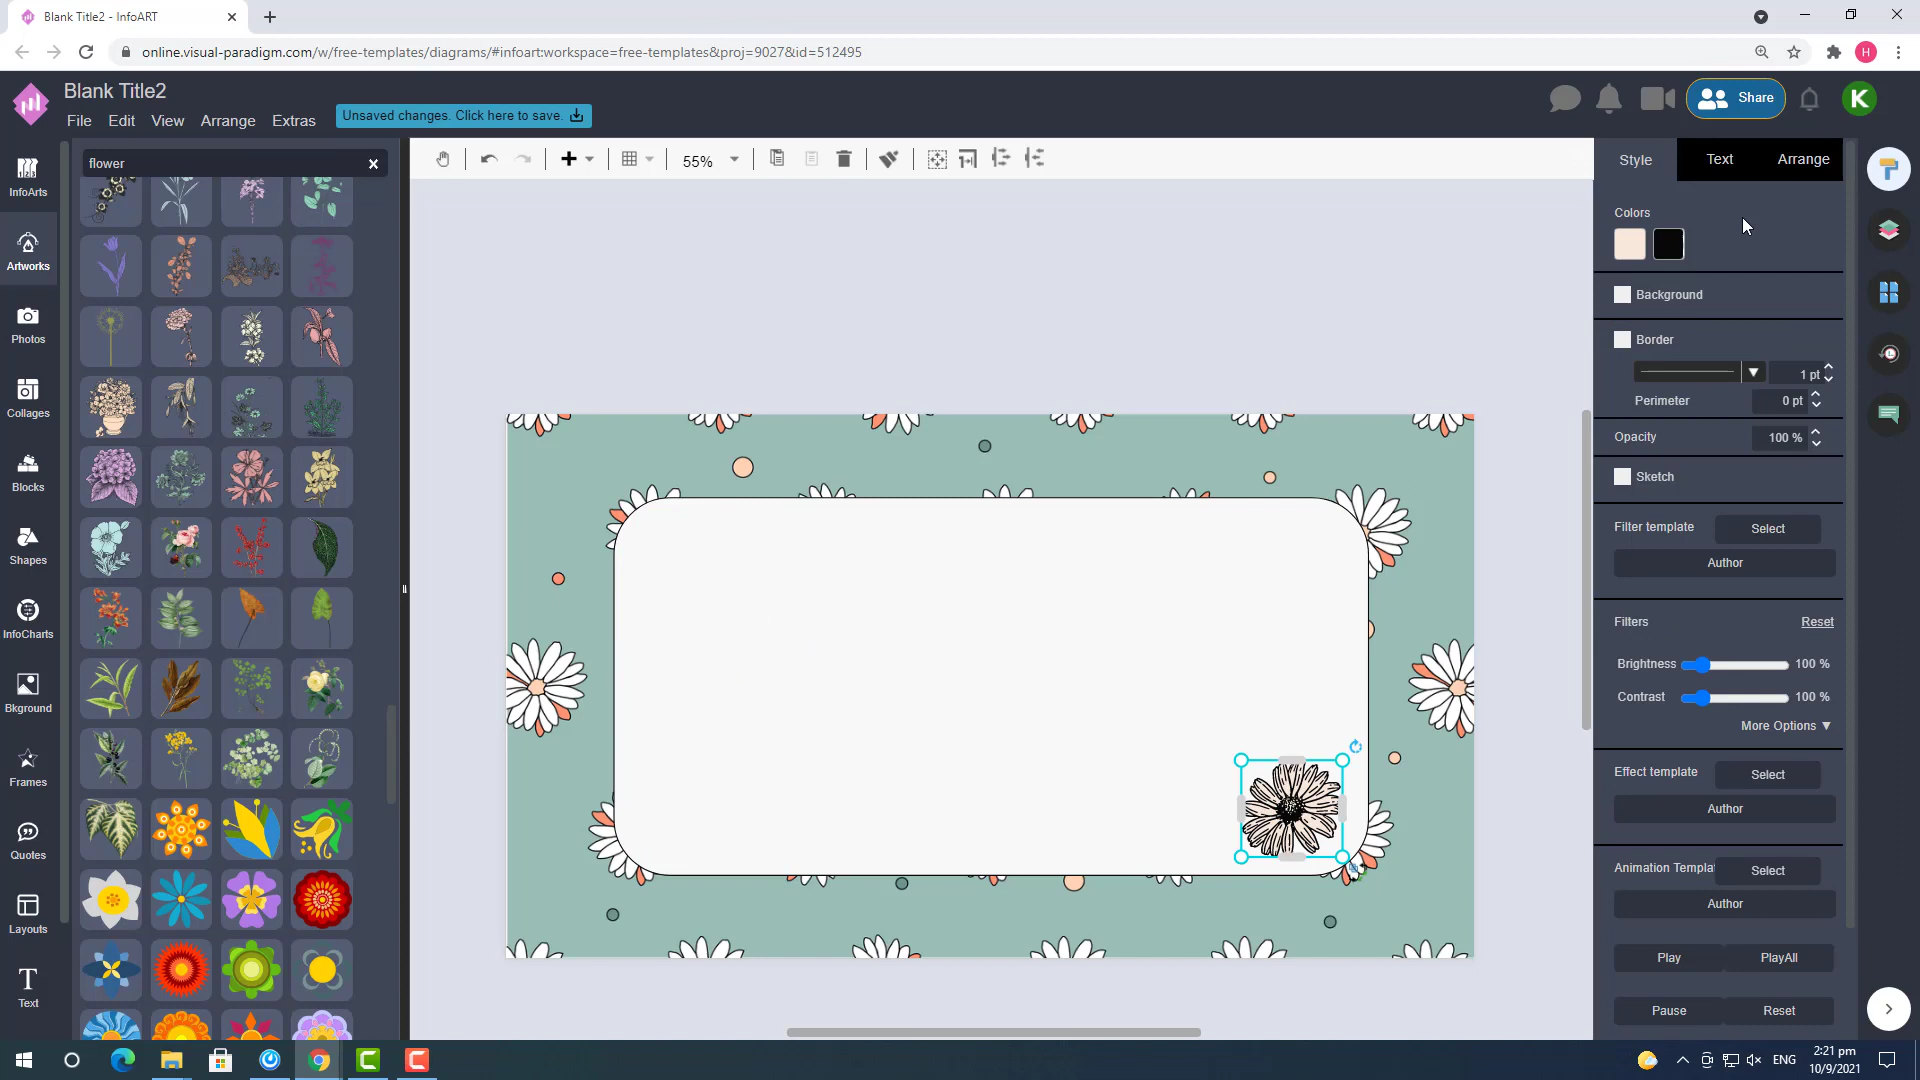 Blank Title2 - InfoART
online.visual-paradigm.com/w/free-templates/diagrams/#infoart:workspace=free-templates&proj=9027&id=512495
H
Blank Title2
File Edit View Arrange Extras
Unsaved changes. Click here to save.
Share
K
flower
55%
InfoArts
Artworks
Photos
Collages
Blocks
Shapes
InfoCharts
Bkground
Frames
Quotes
Layouts
Text
Style Text Arrange
Colors
Background
Border
1 pt
Perimeter 0 pt
Opacity 100 %
Sketch
Filter template Select
Author
Filters Reset
Brightness 100 %
Contrast 100 %
More Options ▼
Effect template Select
Author
Animation Templa Select
Author
Play PlayAll
Pause Reset
ENG
2:21 pm
10/9/2021